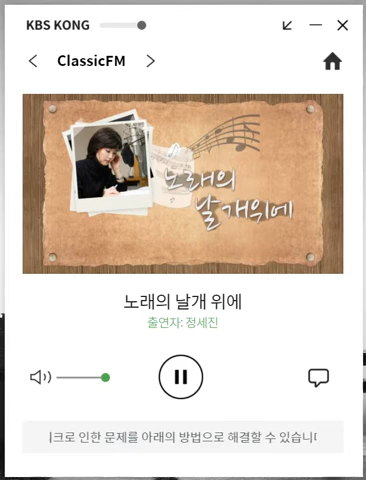 KBS KONG
ClassicFM
노래의
날개위에
노래의 날개 위에
출연자: 정세진
크로 인한 문제를 아래의 방법으로 해결할 수 있습니